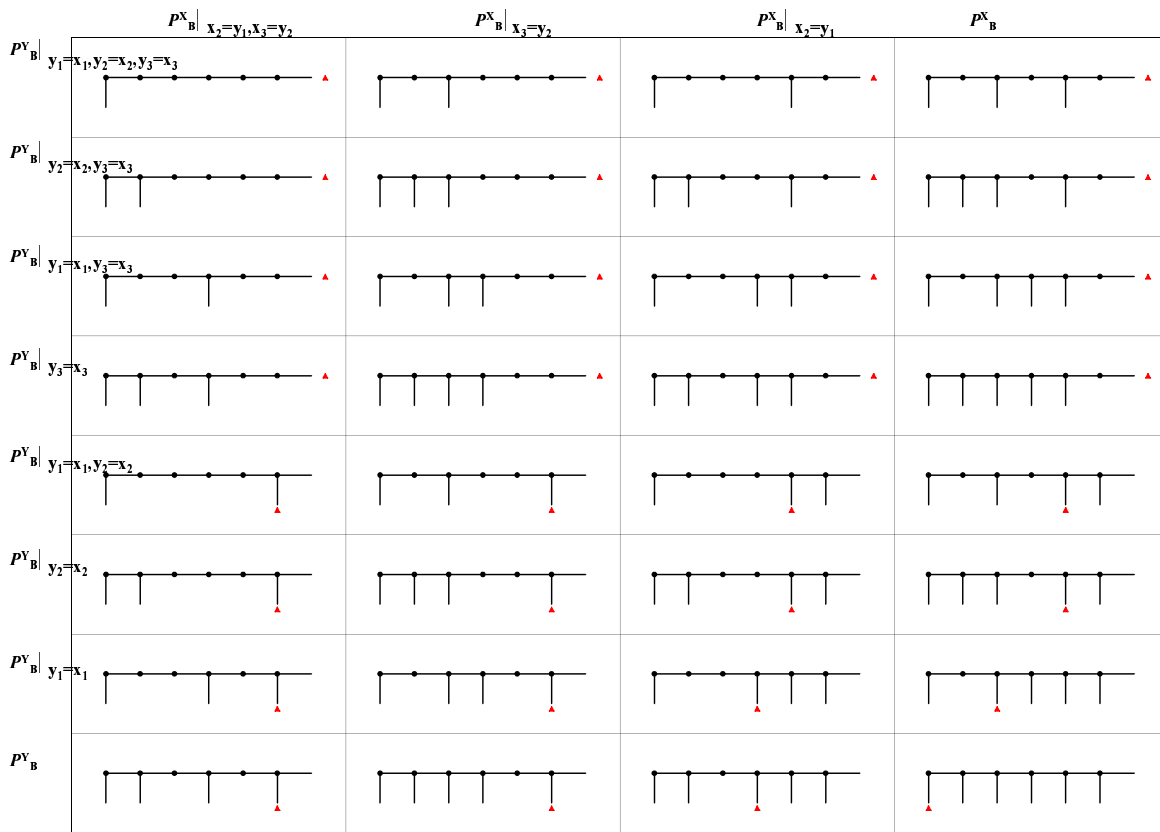 P^X_B| x₂=y₁,x₃=y₂ P^X_B| x₃=y₂ P^X_B| x₂=y₁ P^X_B
P^Y_B| y₁=x₁,y₂=x₂,y₃=x₃
P^Y_B| y₂=x₂,y₃=x₃
P^Y_B| y₁=x₁,y₃=x₃
P^Y_B| y₃=x₃
P^Y_B| y₁=x₁,y₂=x₂
P^Y_B| y₂=x₂
P^Y_B| y₁=x₁
P^Y_B